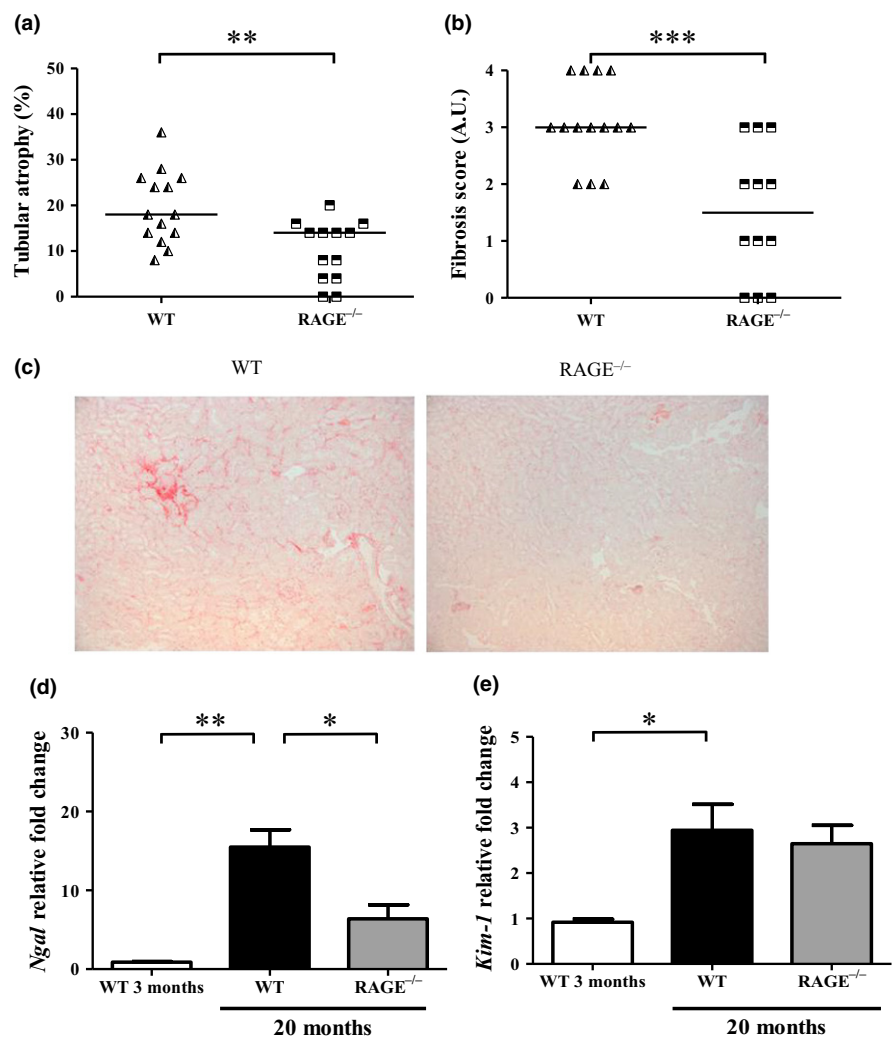 (a)
**
Tubular atrophy (%)
50
40
30
20
10
0
WT
RAGE−/−
(b)
***
Fibrosis score (A.U.)
4
3
2
1
0
WT
RAGE−/−
(c)
WT
RAGE−/−
(d)
**
*
Ngal relative fold change
30
20
10
0
WT 3 months
WT
RAGE−/−
20 months
(e)
*
Kim-1 relative fold change
5
4
3
2
1
0
WT 3 months
WT
RAGE−/−
20 months